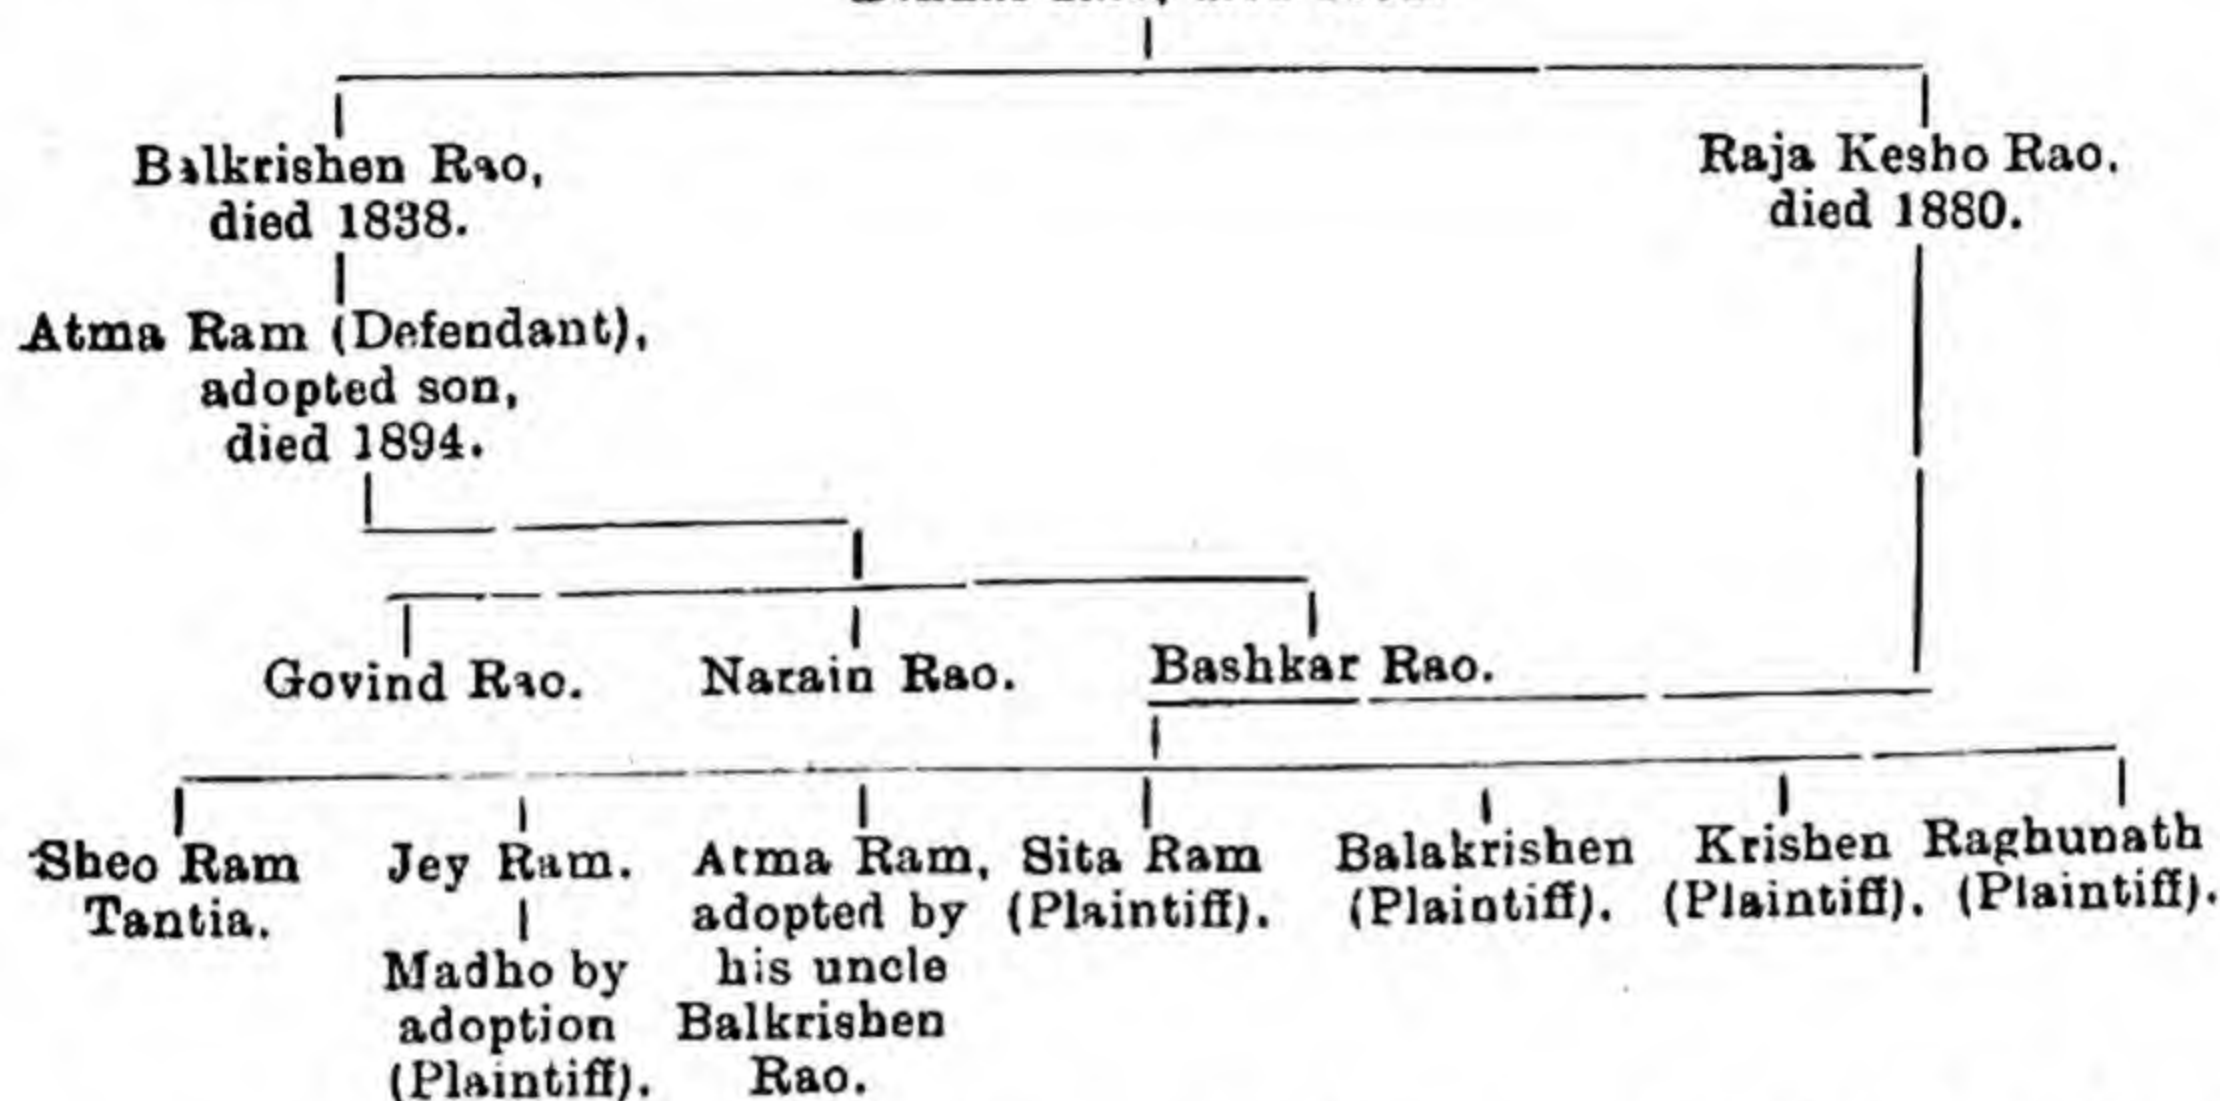 Balkrishen Rao,
died 1838.
Raja Kesho Rao.
died 1880.
Atma Ram (Defendant),
adopted son,
died 1894.
Govind Rao.
Narain Rao.
Bashkar Rao.
Sheo Ram
Tantia.
Jey Ram.
Madho by
adoption
(Plaintiff).
Atma Ram,
adopted by
his uncle
Balkrishen
Rao.
Sita Ram
(Plaintiff).
Balakrishen
(Plaintiff).
Krishen
(Plaintiff).
Raghunath
(Plaintiff).